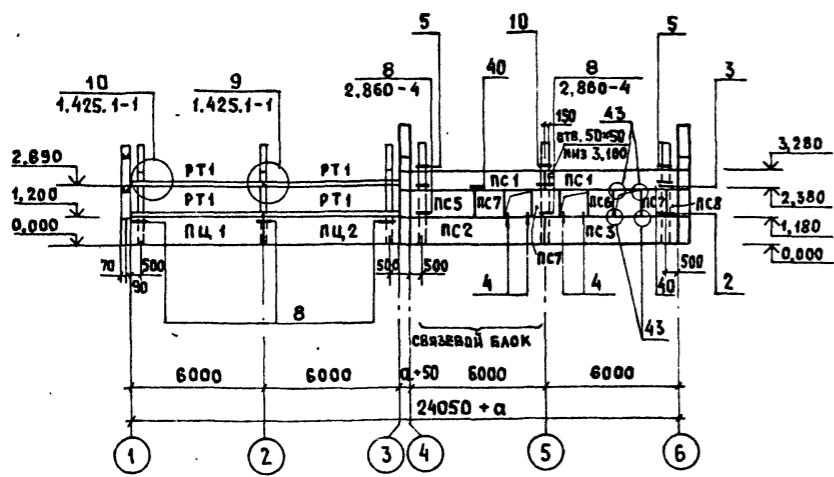 5
10
5
10
1.425.1-1
9
1.425.1-1
8
2.860-4
40
8
2.860-4
43
3
150
отв. 50×50
низ 3,100
2,890
1,200
0,000
3,280
2,380
1,180
0,000
РТ1
РТ1
РТ1
РТ1
ПЦ1
ПЦ2
ПС1
ПС1
ПС5
ПС7
ПС6
ПС7
ПС8
ПС2
ПС7
ПС3
70
90
500
500
500
40
500
2
8
4
4
43
СВЯЗЕВОЙ БЛОК
6000
6000
а+50
6000
6000
24050 + а
1
2
3
4
5
6